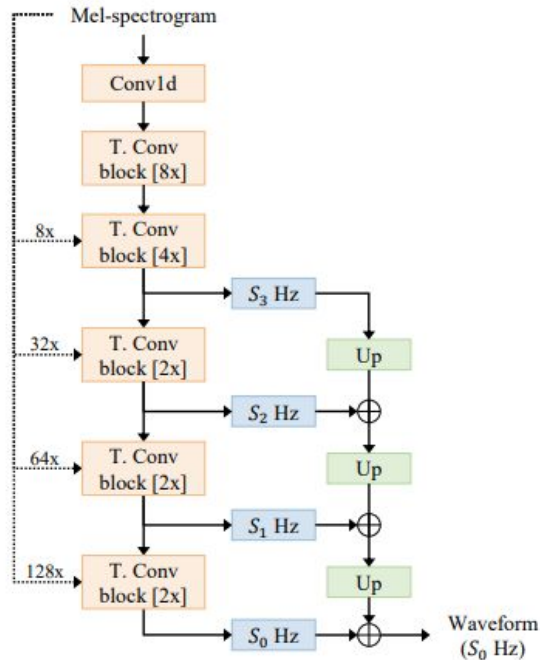 Mel-spectrogram
Conv1d
T. Conv
block [8x]
8x
T. Conv
block [4x]
S₃ Hz
32x
T. Conv
block [2x]
Up
S₂ Hz
64x
T. Conv
block [2x]
Up
S₁ Hz
128x
T. Conv
block [2x]
Up
S₀ Hz
Waveform
(S₀ Hz)